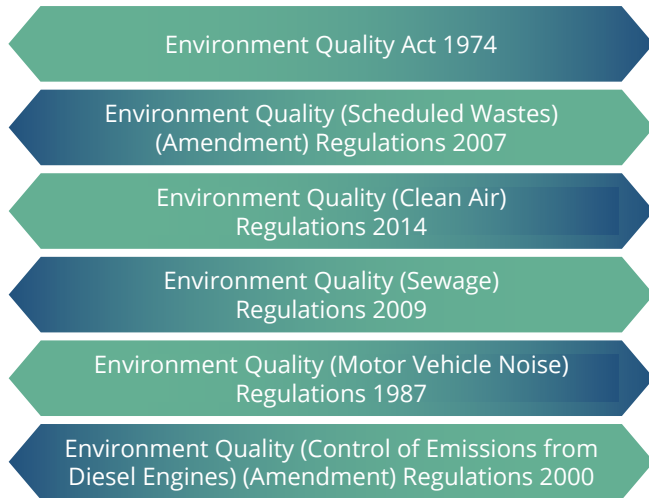 Environment Quality Act 1974
Environment Quality (Scheduled Wastes)
(Amendment) Regulations 2007
Environment Quality (Clean Air)
Regulations 2014
Environment Quality (Sewage)
Regulations 2009
Environment Quality (Motor Vehicle Noise)
Regulations 1987
Environment Quality (Control of Emissions from
Diesel Engines) (Amendment) Regulations 2000